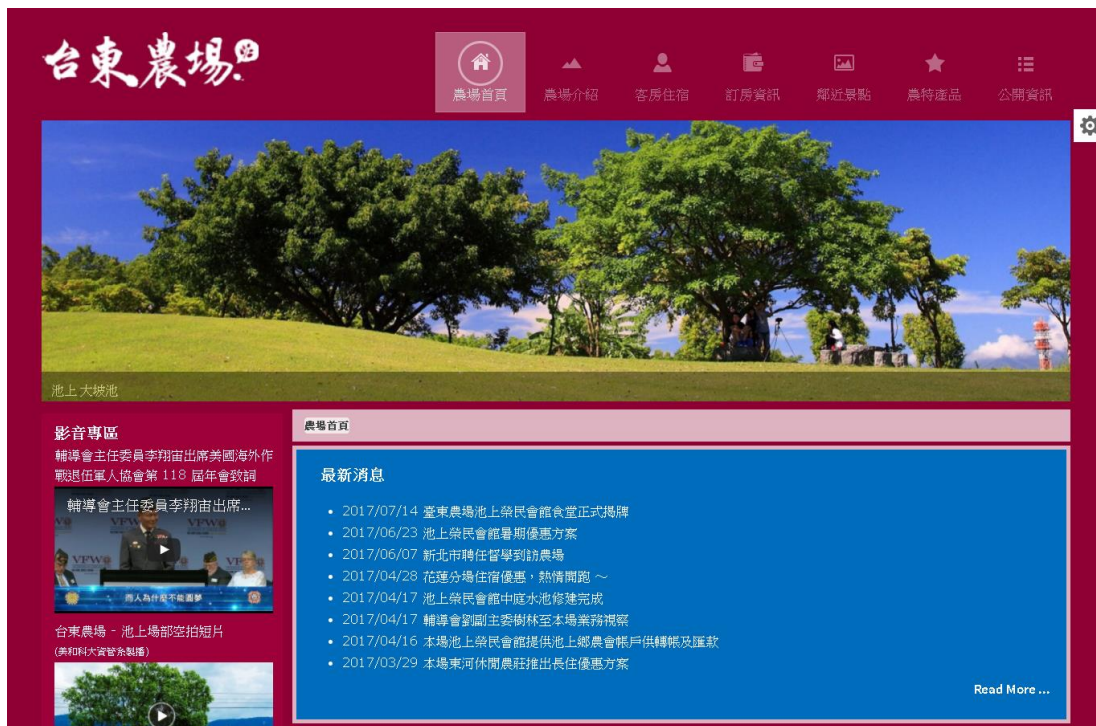 台東農場
農場首頁
農場介紹
客房住宿
訂房資訊
鄰近景點
農特產品
公開資訊
池上 大坡池
影音專區
輔導會主任委員李翔宙出席美國海外作
戰退伍軍人協會第 118 屆年會致詞
輔導會主任委員李翔宙出席...
VFW
而人為什麼不能圓夢
台東農場 - 池上場部空拍短片
(美和科大資管系製播)
農場首頁
最新消息
2017/07/14 臺東農場池上榮民會館食堂正式揭牌
2017/06/23 池上榮民會館暑期優惠方案
2017/06/07 新北市聘任督學到訪農場
2017/04/28 花蓮分場住宿優惠，熱情開跑 ～
2017/04/17 池上榮民會館中庭水池修建完成
2017/04/17 輔導會劉副主委樹林至本場業務視察
2017/04/16 本場池上榮民會館提供池上鄉農會帳戶供轉帳及匯款
2017/03/29 本場東河休閒農莊推出長住優惠方案
Read More ...